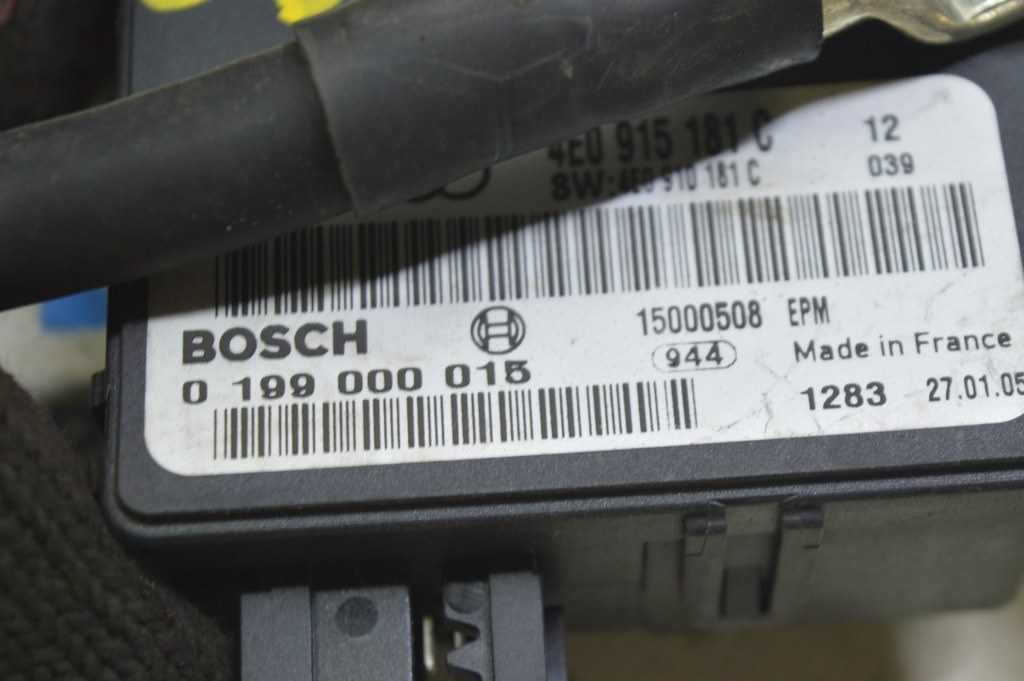 4E0 915 181 C 12
SW:4E0 910 181 C 039
BOSCH 15000508 EPM
944 Made in France
0 199 000 015
1283 27.01.05